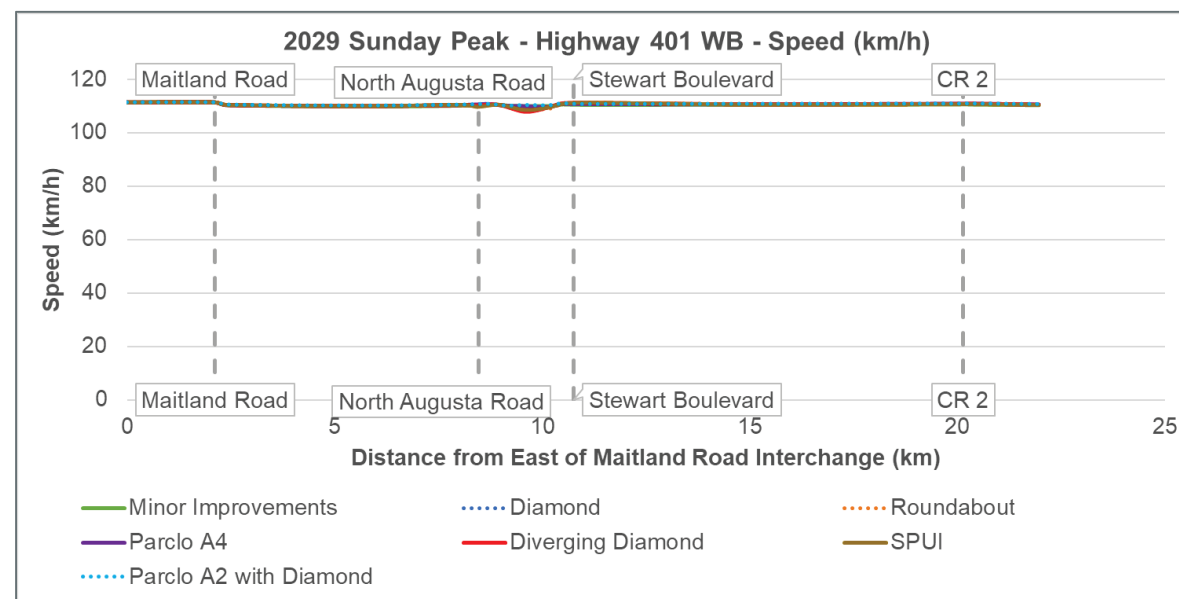 2029 Sunday Peak - Highway 401 WB - Speed (km/h)
120
Maitland Road
North Augusta Road
Stewart Boulevard
CR 2
100
80
60
40
20
0
Speed (km/h)
Maitland Road
North Augusta Road
Stewart Boulevard
CR 2
0
5
10
15
20
25
Distance from East of Maitland Road Interchange (km)
Minor Improvements
Diamond
Roundabout
Parclo A4
Diverging Diamond
SPUI
Parclo A2 with Diamond